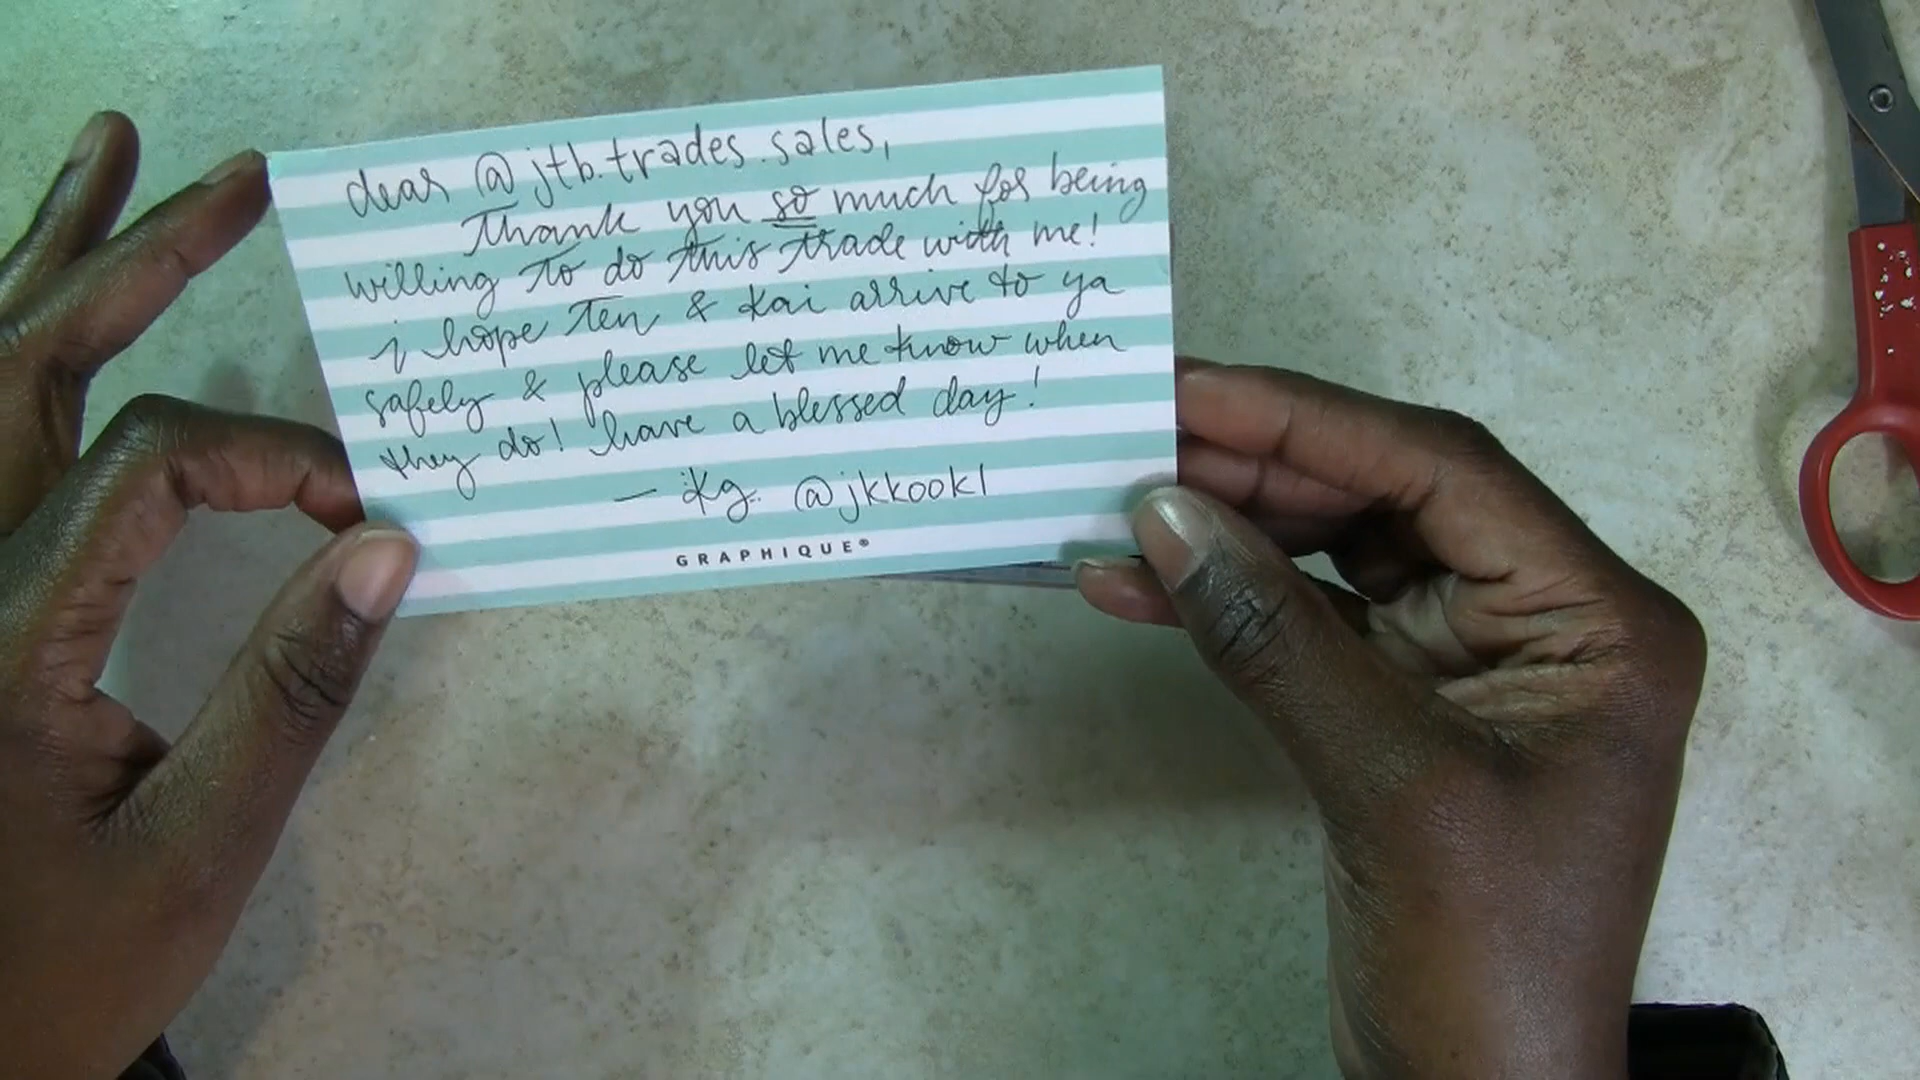 dear @jtb.trades.sales,
Thank you so much for being
willing to do this trade with me!
i hope Ten & Kai arrive to ya
safely & please let me know when
they do! have a blessed day!
— Kg. @jkkookl
GRAPHIQUE®